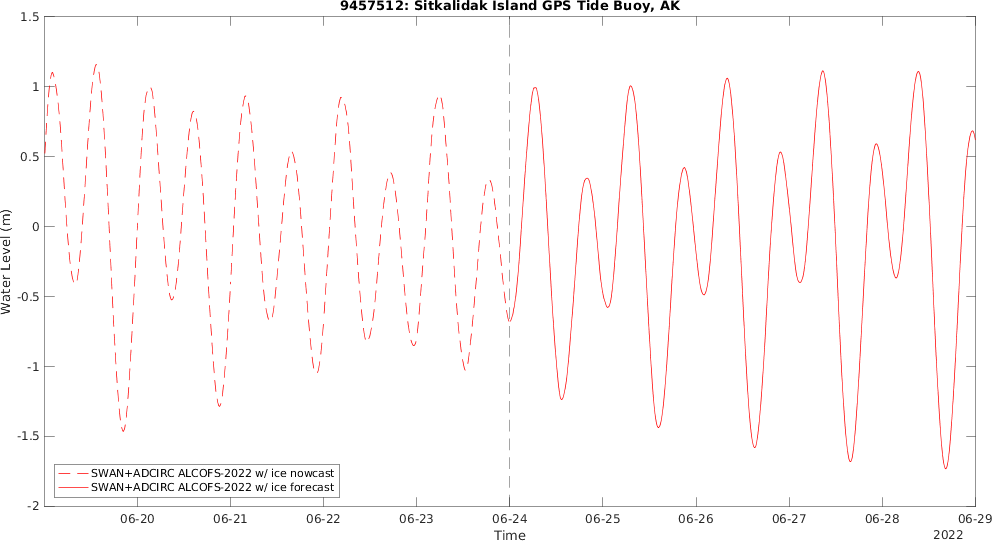 9457512: Sitkalidak Island GPS Tide Buoy, AK
1.5
1
0.5
0
-0.5
-1
-1.5
-2
Water Level (m)
SWAN+ADCIRC ALCOFS-2022 w/ ice nowcast
SWAN+ADCIRC ALCOFS-2022 w/ ice forecast
06-20 06-21 06-22 06-23 06-24 06-25 06-26 06-27 06-28 06-29
Time
2022